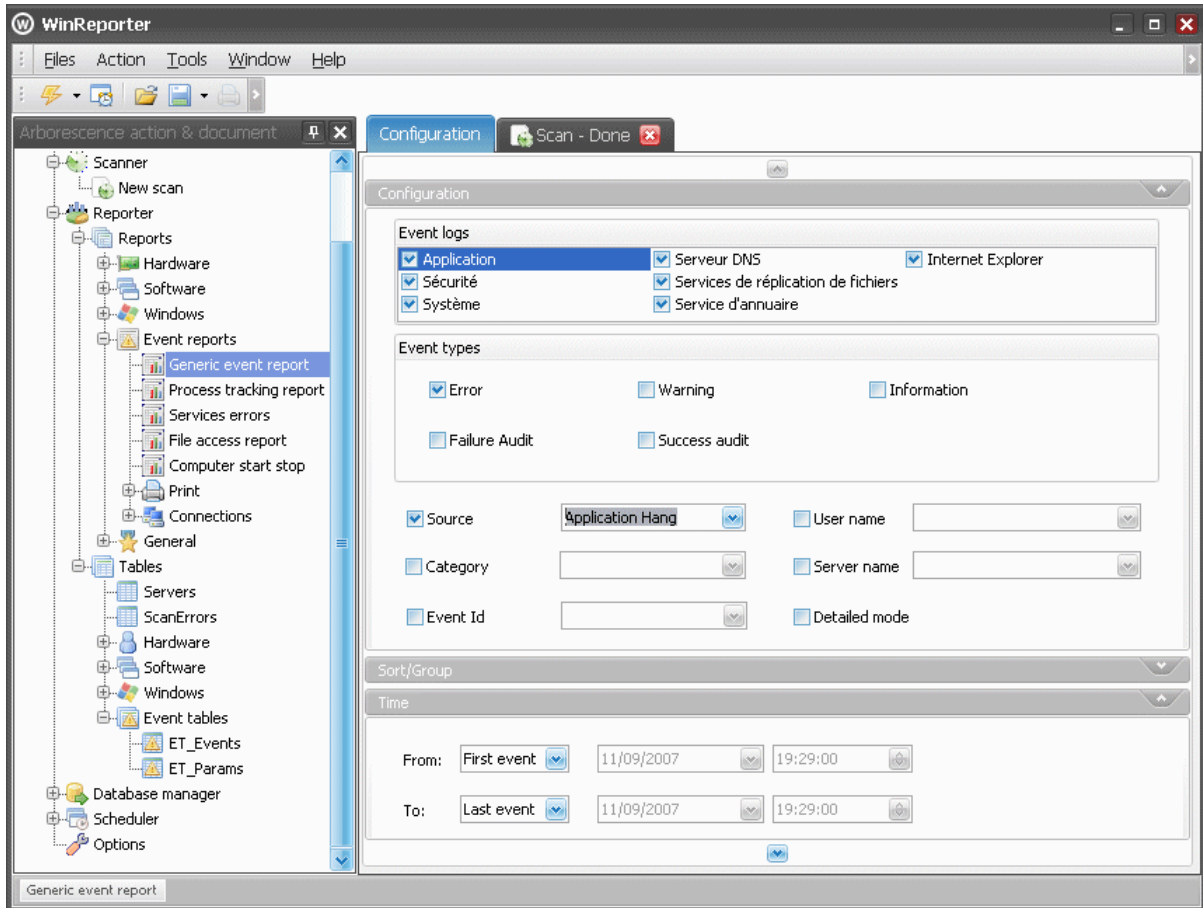 WinReporter
Files Action Tools Window Help
Arborescence action & document
Scanner
New scan
Reporter
Reports
Hardware
Software
Windows
Event reports
Generic event report
Process tracking report
Services errors
File access report
Computer start stop
Print
Connections
General
Tables
Servers
ScanErrors
Hardware
Software
Windows
Event tables
ET_Events
ET_Params
Database manager
Scheduler
Options
Configuration
Scan - Done
Configuration
Event logs
Application Serveur DNS Internet Explorer
Sécurité Services de réplication de fichiers
Système Service d'annuaire
Event types
Error Warning Information
Failure Audit Success audit
Source Application Hang User name
Category Server name
Event Id Detailed mode
Sort/Group
Time
From: First event 11/09/2007 19:29:00
To: Last event 11/09/2007 19:29:00
Generic event report